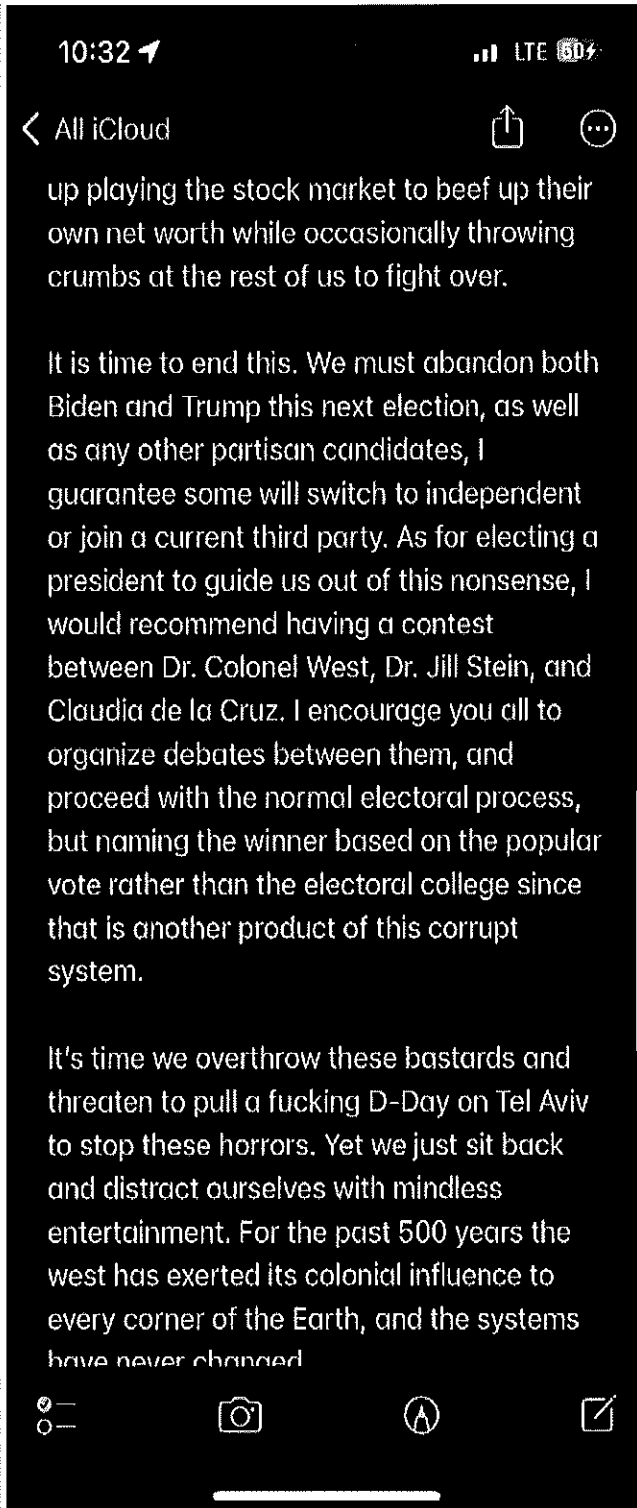 10:32
LTE 60
All iCloud
up playing the stock market to beef up their
own net worth while occasionally throwing
crumbs at the rest of us to fight over.
It is time to end this. We must abandon both
Biden and Trump this next election, as well
as any other partisan candidates, I
guarantee some will switch to independent
or join a current third party. As for electing a
president to guide us out of this nonsense, I
would recommend having a contest
between Dr. Colonel West, Dr. Jill Stein, and
Claudia de la Cruz. I encourage you all to
organize debates between them, and
proceed with the normal electoral process,
but naming the winner based on the popular
vote rather than the electoral college since
that is another product of this corrupt
system.
It's time we overthrow these bastards and
threaten to pull a fucking D-Day on Tel Aviv
to stop these horrors. Yet we just sit back
and distract ourselves with mindless
entertainment. For the past 500 years the
west has exerted its colonial influence to
every corner of the Earth, and the systems
have never changed